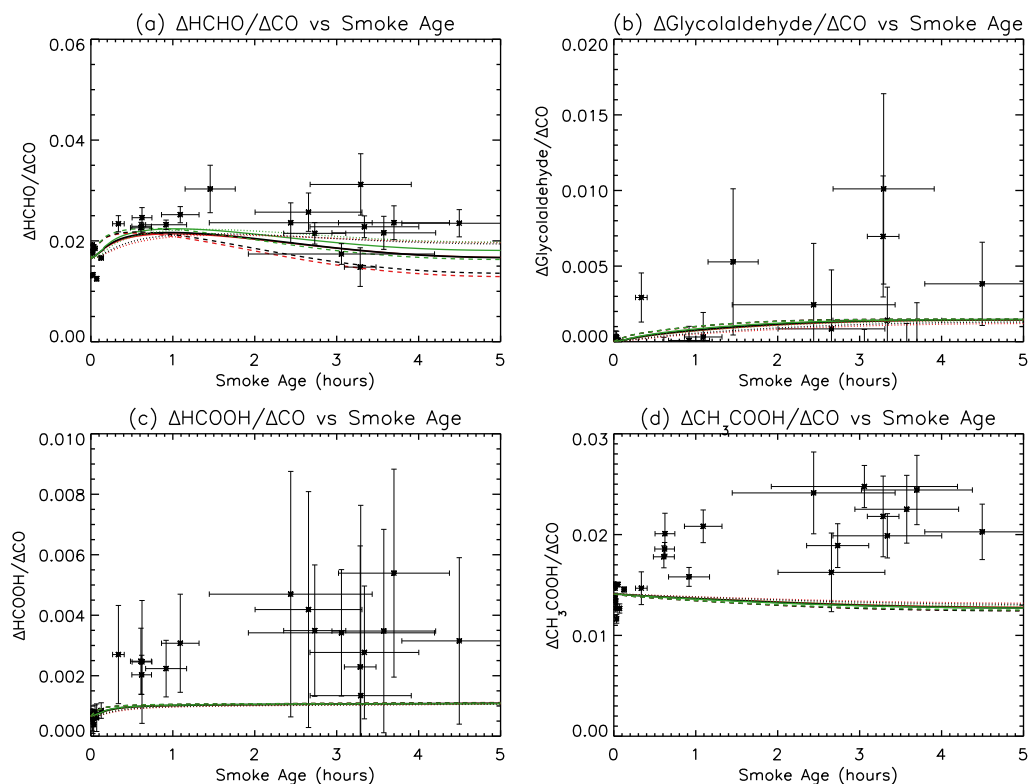 (a) ΔHCHO/ΔCO vs Smoke Age
ΔHCHO/ΔCO
0.06
0.04
0.02
0.00
0 1 2 3 4 5
Smoke Age (hours)
(b) ΔGlycolaldehyde/ΔCO vs Smoke Age
ΔGlycolaldehyde/ΔCO
0.020
0.015
0.010
0.005
0.000
0 1 2 3 4 5
Smoke Age (hours)
(c) ΔHCOOH/ΔCO vs Smoke Age
ΔHCOOH/ΔCO
0.010
0.008
0.006
0.004
0.002
0.000
0 1 2 3 4 5
Smoke Age (hours)
(d) ΔCH₃COOH/ΔCO vs Smoke Age
ΔCH₃COOH/ΔCO
0.03
0.02
0.01
0.00
0 1 2 3 4 5
Smoke Age (hours)